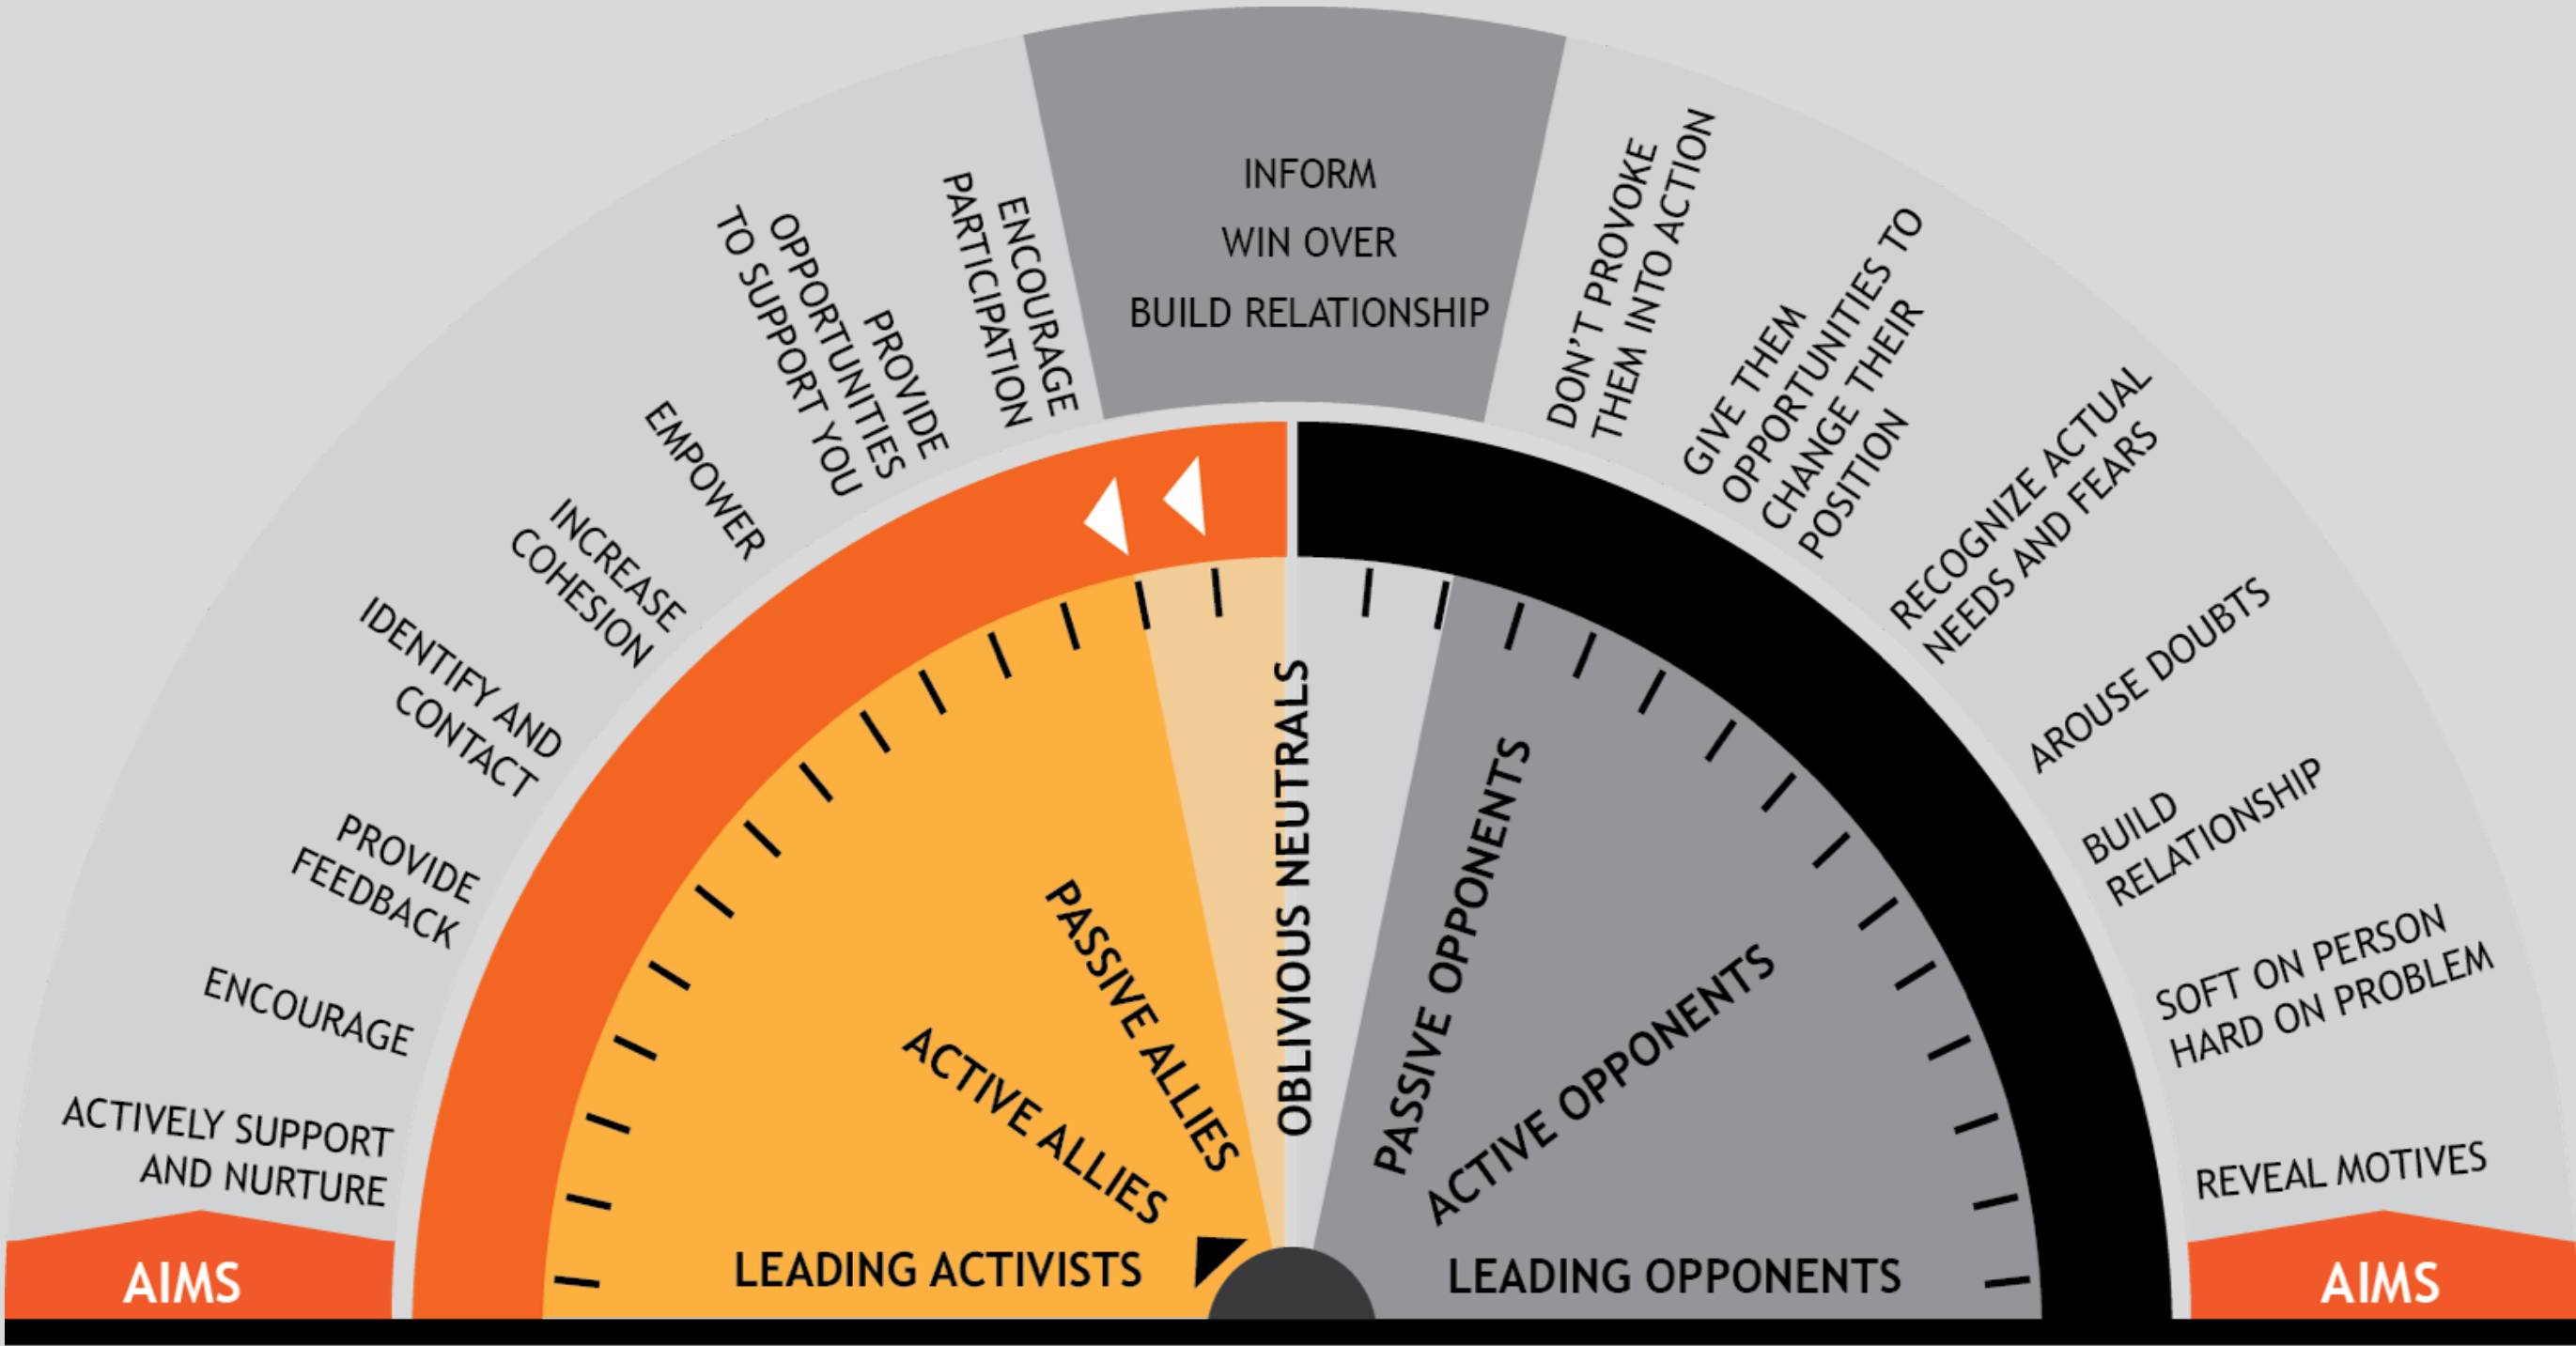 INFORM
WIN OVER
BUILD RELATIONSHIP
ENCOURAGE
PARTICIPATION
PROVIDE
OPPORTUNITIES
TO SUPPORT YOU
EMPOWER
INCREASE
COHESION
IDENTIFY AND
CONTACT
PROVIDE
FEEDBACK
ENCOURAGE
ACTIVELY SUPPORT
AND NURTURE
AIMS
DON'T PROVOKE
THEM INTO ACTION
GIVE THEM
OPPORTUNITIES TO
CHANGE THEIR
POSITION
RECOGNIZE ACTUAL
NEEDS AND FEARS
AROUSE DOUBTS
BUILD
RELATIONSHIP
SOFT ON PERSON
HARD ON PROBLEM
REVEAL MOTIVES
AIMS
LEADING ACTIVISTS
ACTIVE ALLIES
PASSIVE ALLIES
OBLIVIOUS NEUTRALS
PASSIVE OPPONENTS
ACTIVE OPPONENTS
LEADING OPPONENTS